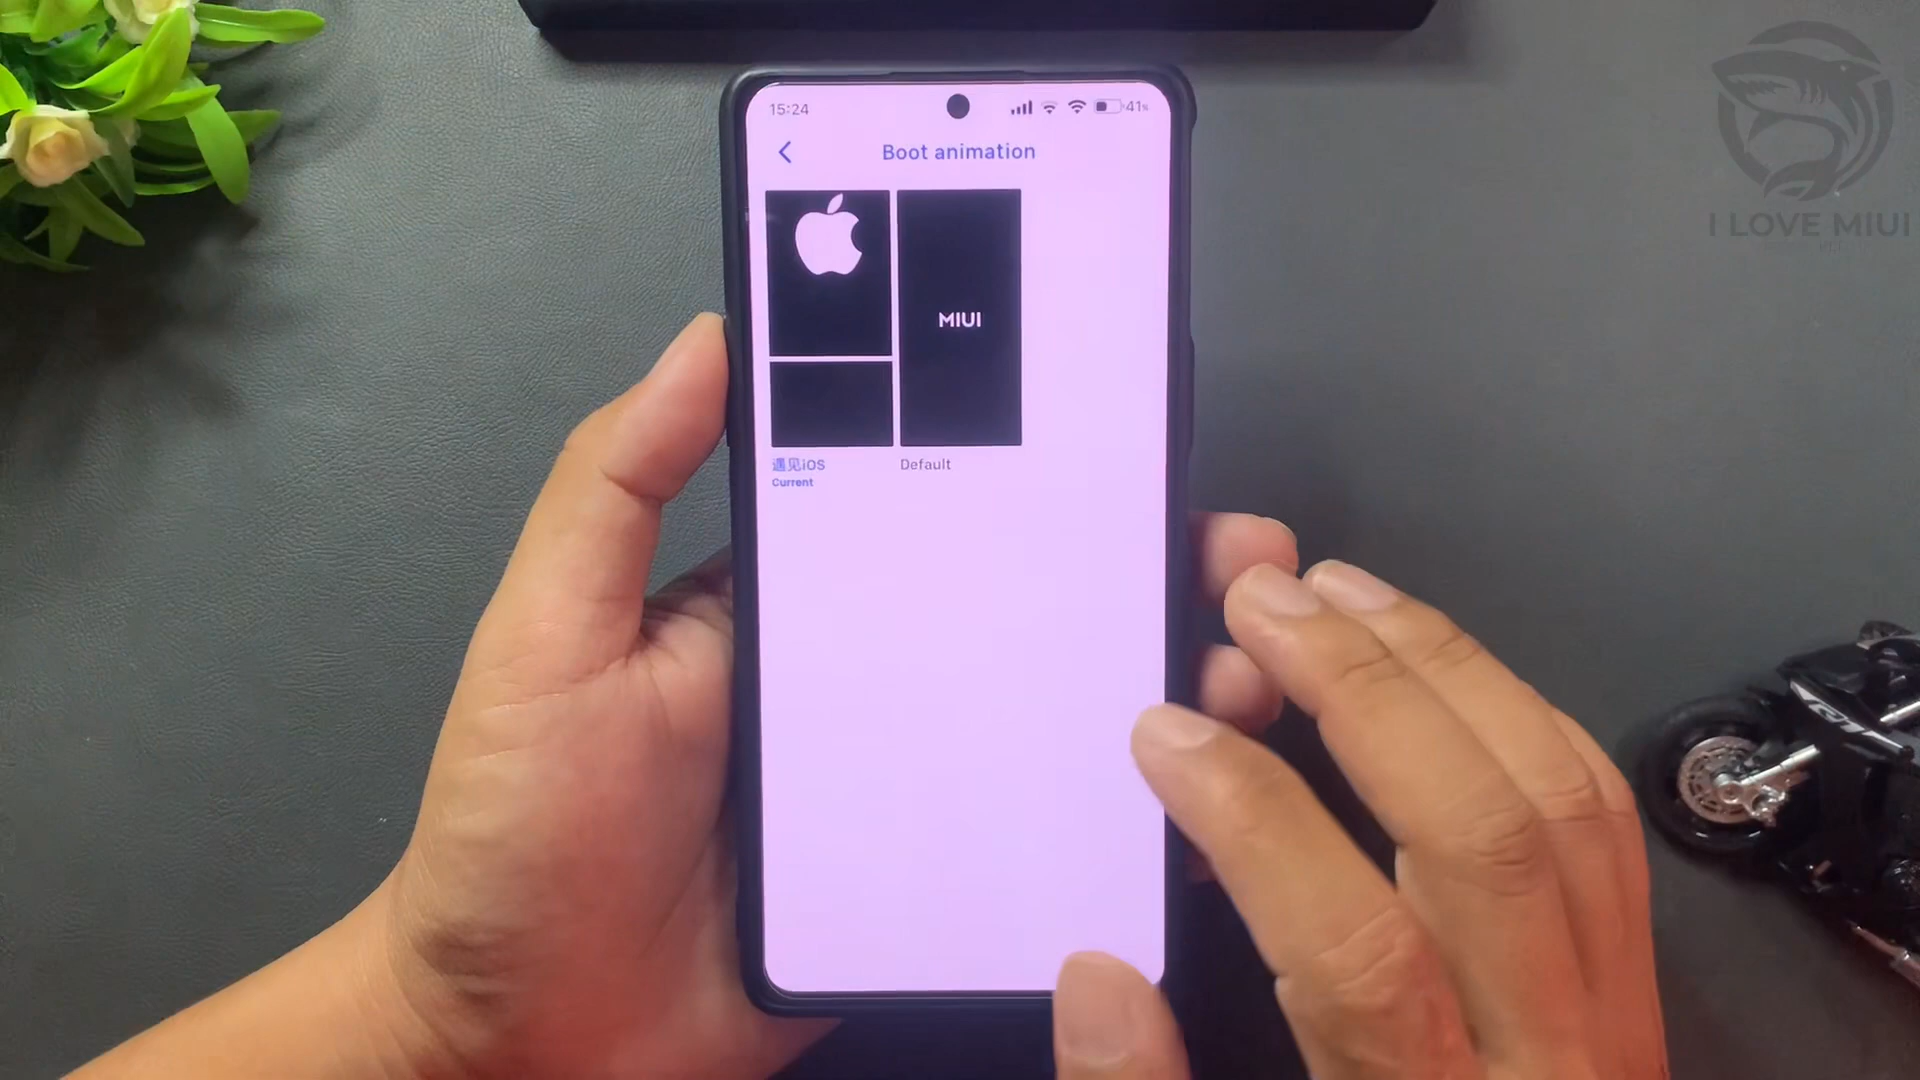 15:24
41%
Boot animation
MIUI
遇见iOS
Current
Default
I LOVE MIUI